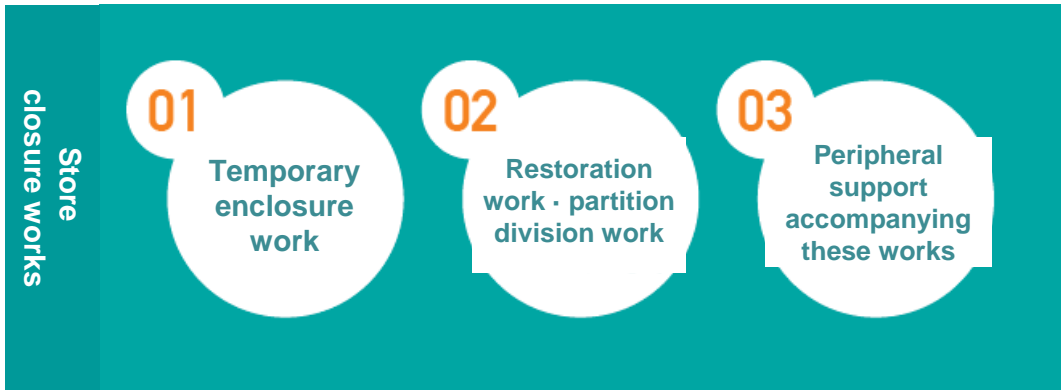 Store
closure works
01
Temporary
enclosure
work
02
Restoration
work · partition
division work
03
Peripheral
support
accompanying
these works